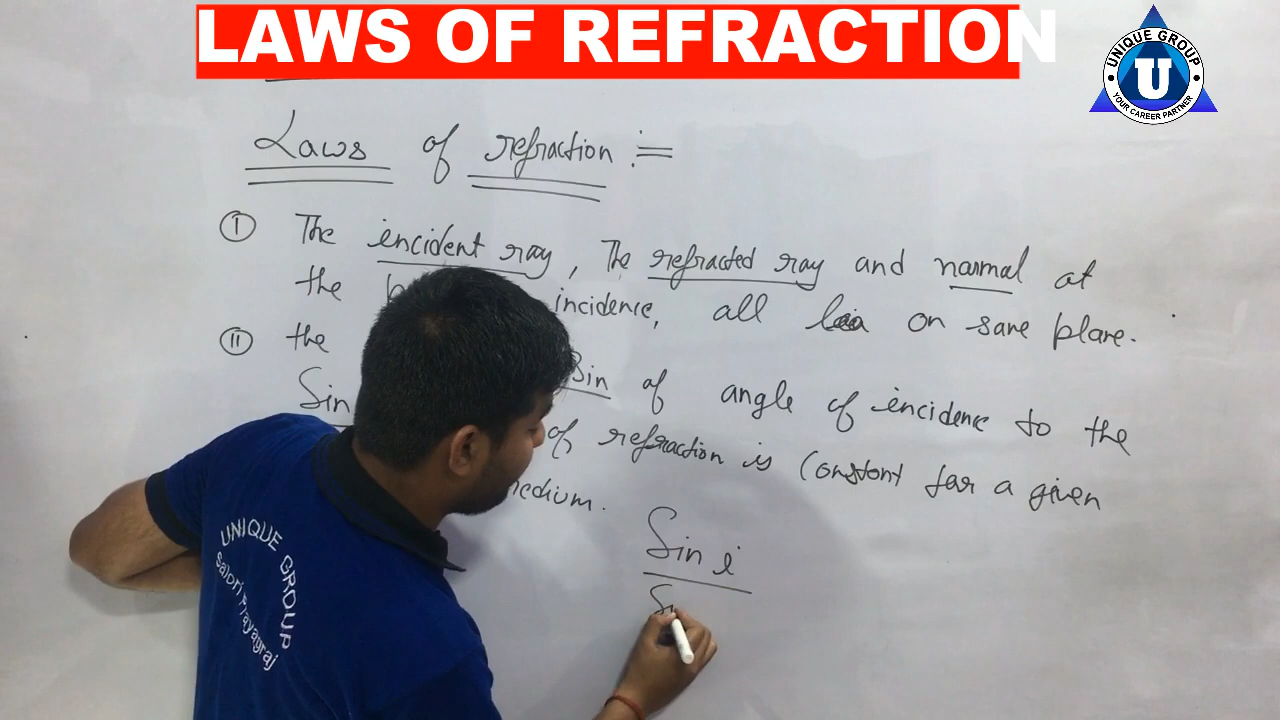 LAWS OF REFRACTION
UNIQUE GROUP
U
YOUR CAREER PARTNER
Laws of refraction :=
I The incident ray, The refracted ray and normal at
the incidence, all on same plane.
II the Sin of angle of incidence to the
Sin of refraction is Constant for a given
medium.
Sin i
UNIQUE GROUP
Salori Prayagraj